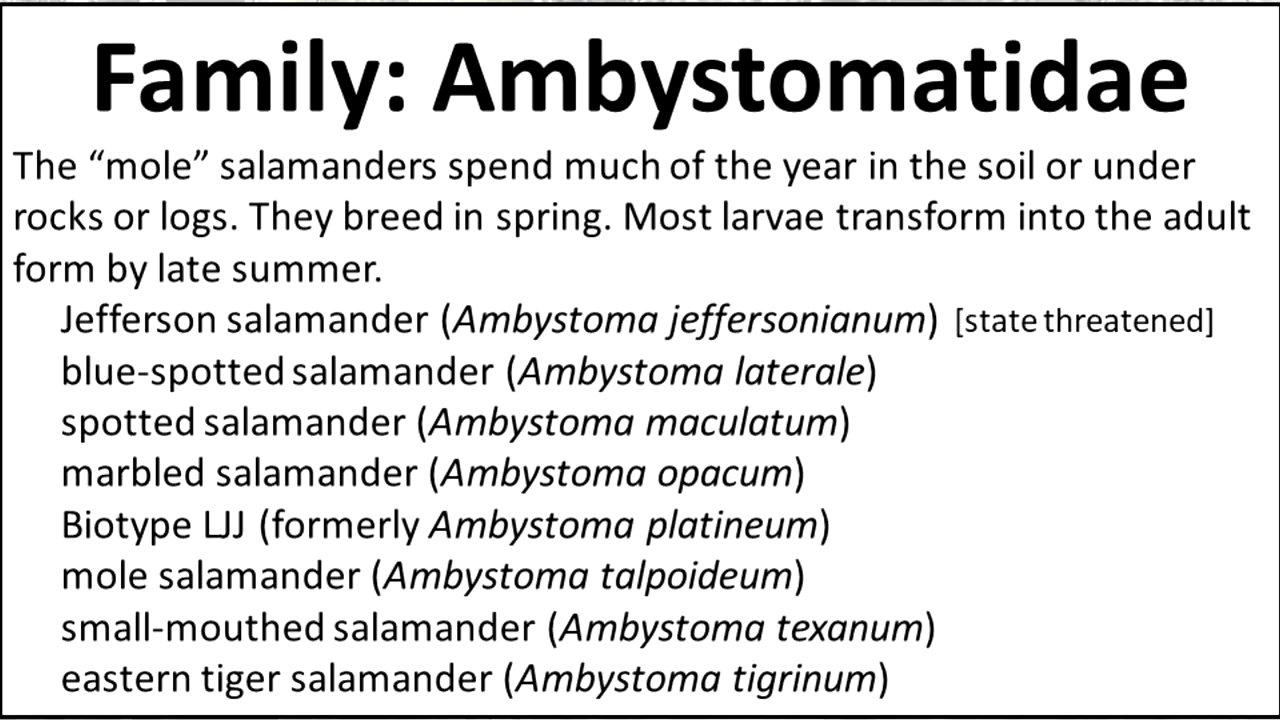 Family: Ambystomatidae
The “mole” salamanders spend much of the year in the soil or under
rocks or logs. They breed in spring. Most larvae transform into the adult
form by late summer.
Jefferson salamander (Ambystoma jeffersonianum) [state threatened]
blue-spotted salamander (Ambystoma laterale)
spotted salamander (Ambystoma maculatum)
marbled salamander (Ambystoma opacum)
Biotype LJJ (formerly Ambystoma platineum)
mole salamander (Ambystoma talpoideum)
small-mouthed salamander (Ambystoma texanum)
eastern tiger salamander (Ambystoma tigrinum)